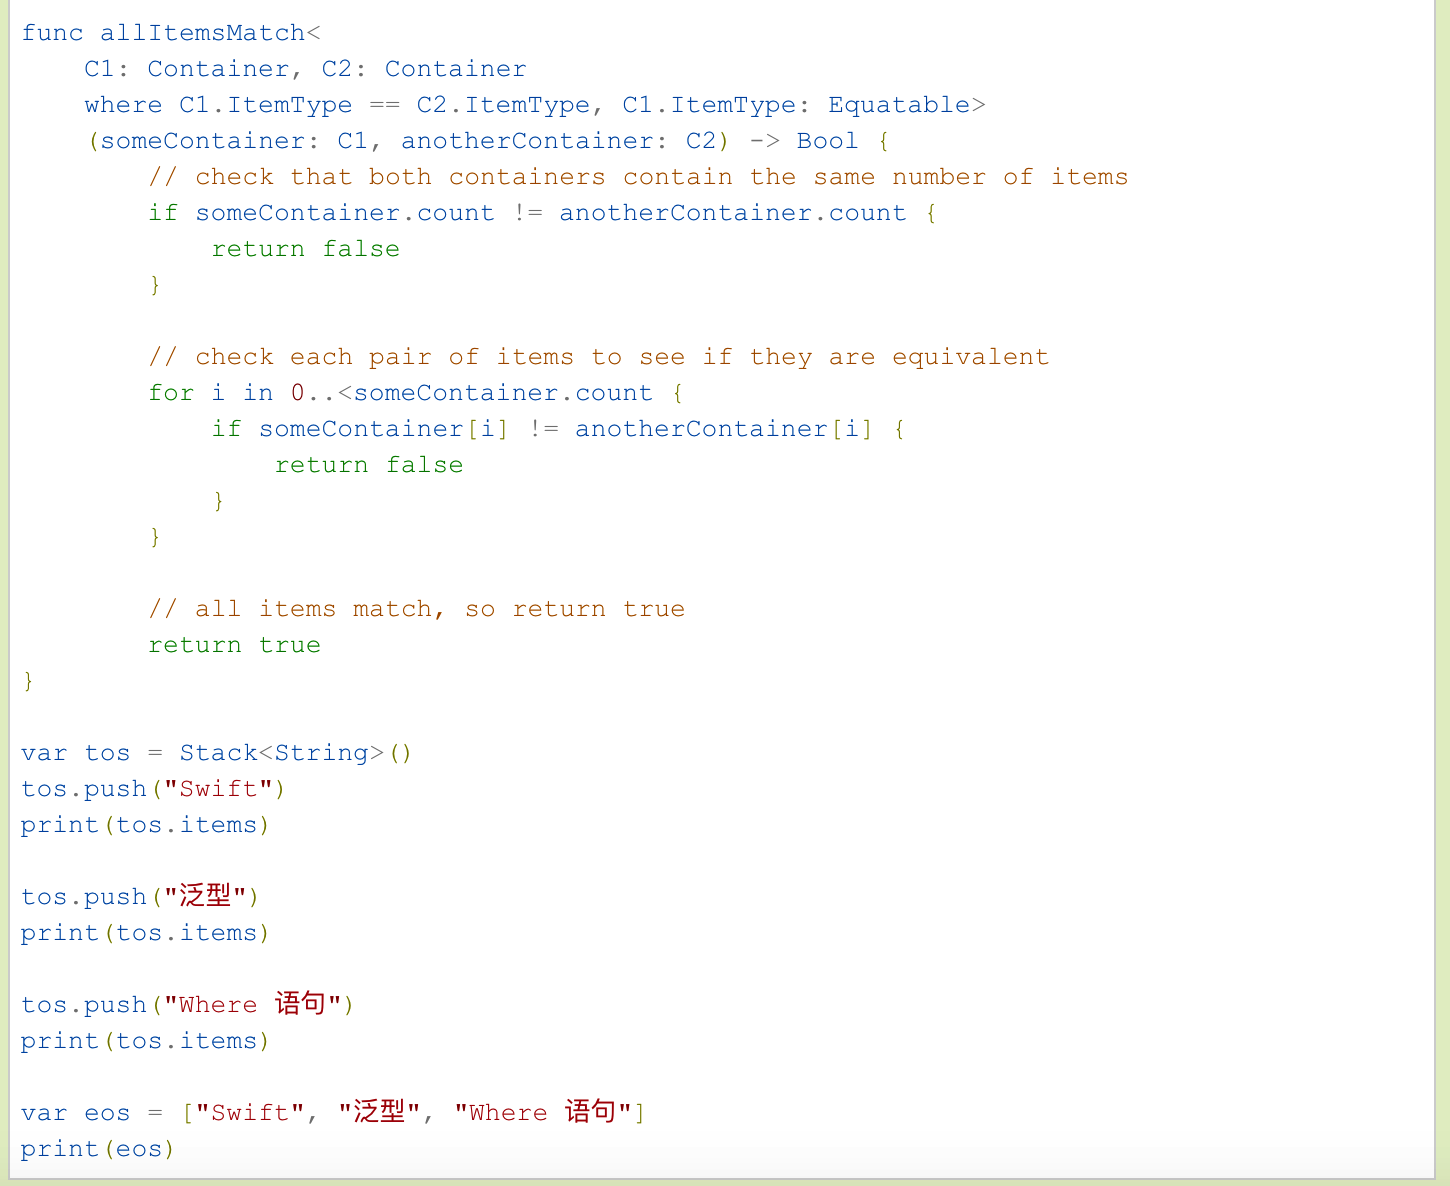 func allItemsMatch<
    C1: Container, C2: Container
    where C1.ItemType == C2.ItemType, C1.ItemType: Equatable>
    (someContainer: C1, anotherContainer: C2) -> Bool {
        // check that both containers contain the same number of items
        if someContainer.count != anotherContainer.count {
            return false
        }

        // check each pair of items to see if they are equivalent
        for i in 0..<someContainer.count {
            if someContainer[i] != anotherContainer[i] {
                return false
            }
        }

        // all items match, so return true
        return true
}

var tos = Stack<String>()
tos.push("Swift")
print(tos.items)

tos.push("泛型")
print(tos.items)

tos.push("Where 语句")
print(tos.items)

var eos = ["Swift", "泛型", "Where 语句"]
print(eos)